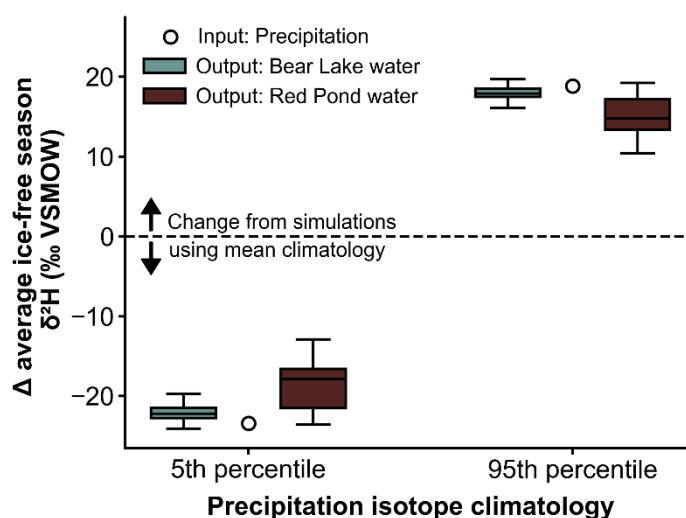 Input: Precipitation
Output: Bear Lake water
Output: Red Pond water
20
10
0
−10
−20
Change from simulations
using mean climatology
Δ average ice-free season
δ²H (‰ VSMOW)
5th percentile
95th percentile
Precipitation isotope climatology